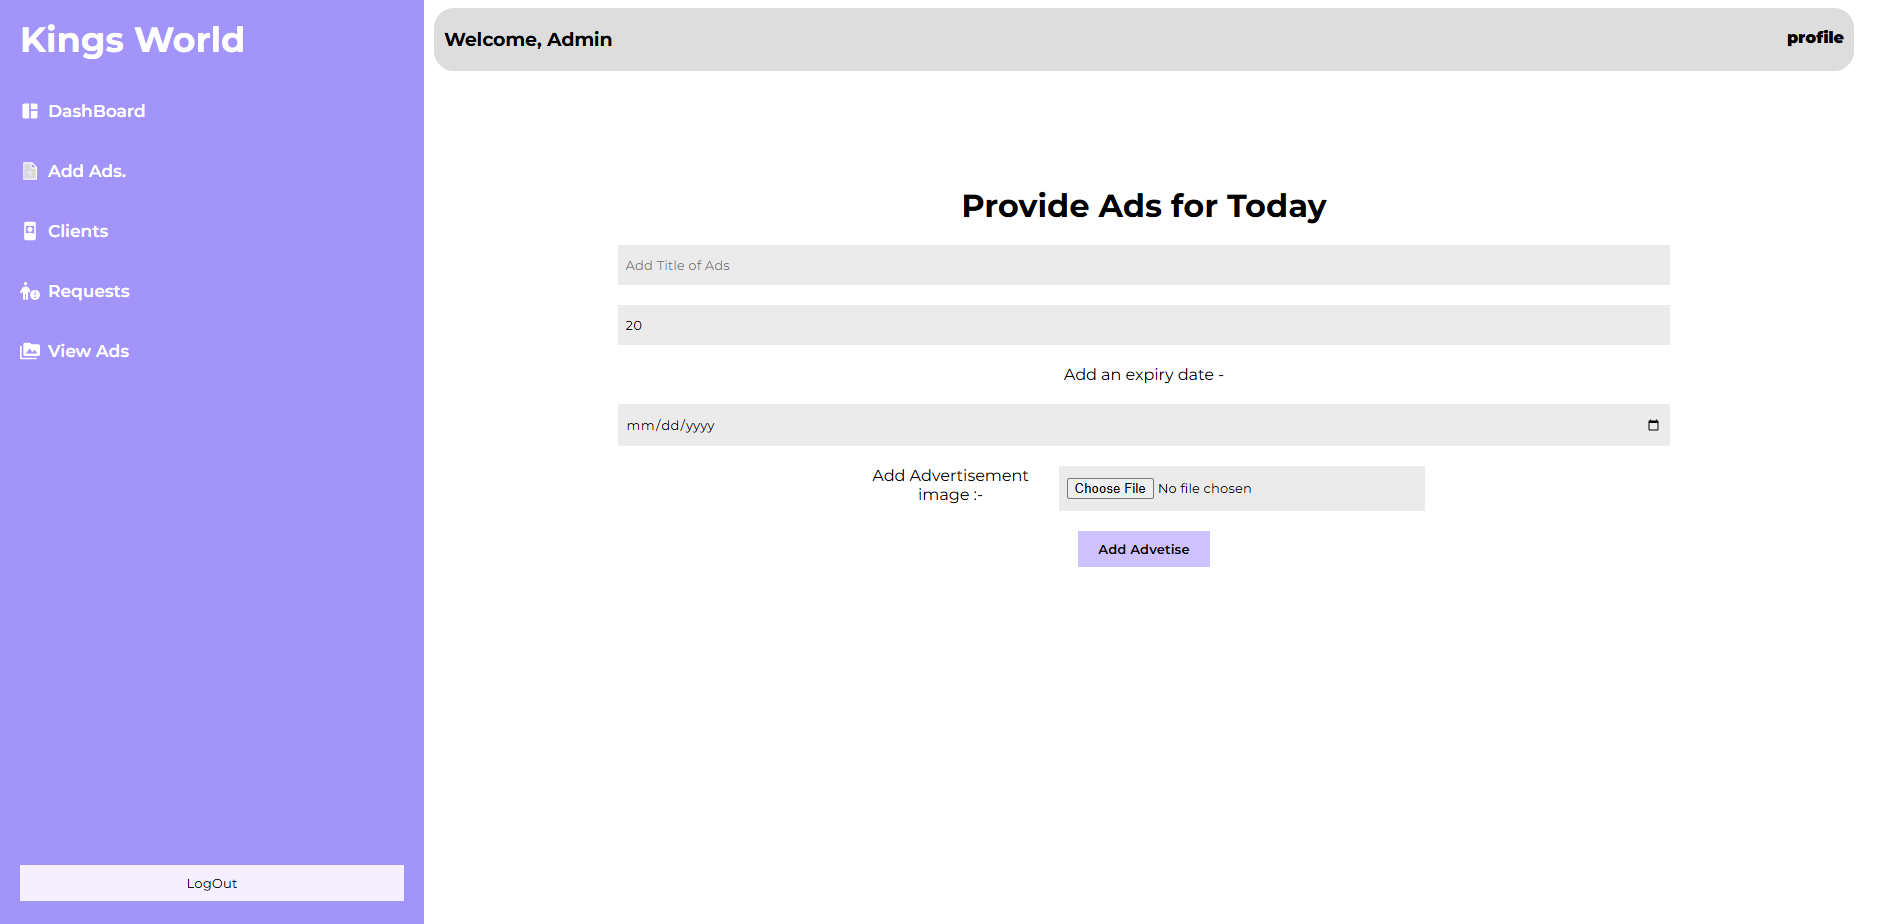 Kings World
DashBoard
Add Ads.
Clients
Requests
View Ads
LogOut
Welcome, Admin
profile
Provide Ads for Today
Add Title of Ads
20
Add an expiry date -
mm/dd/yyyy
Add Advertisement
image :-
Choose File No file chosen
Add Advetise